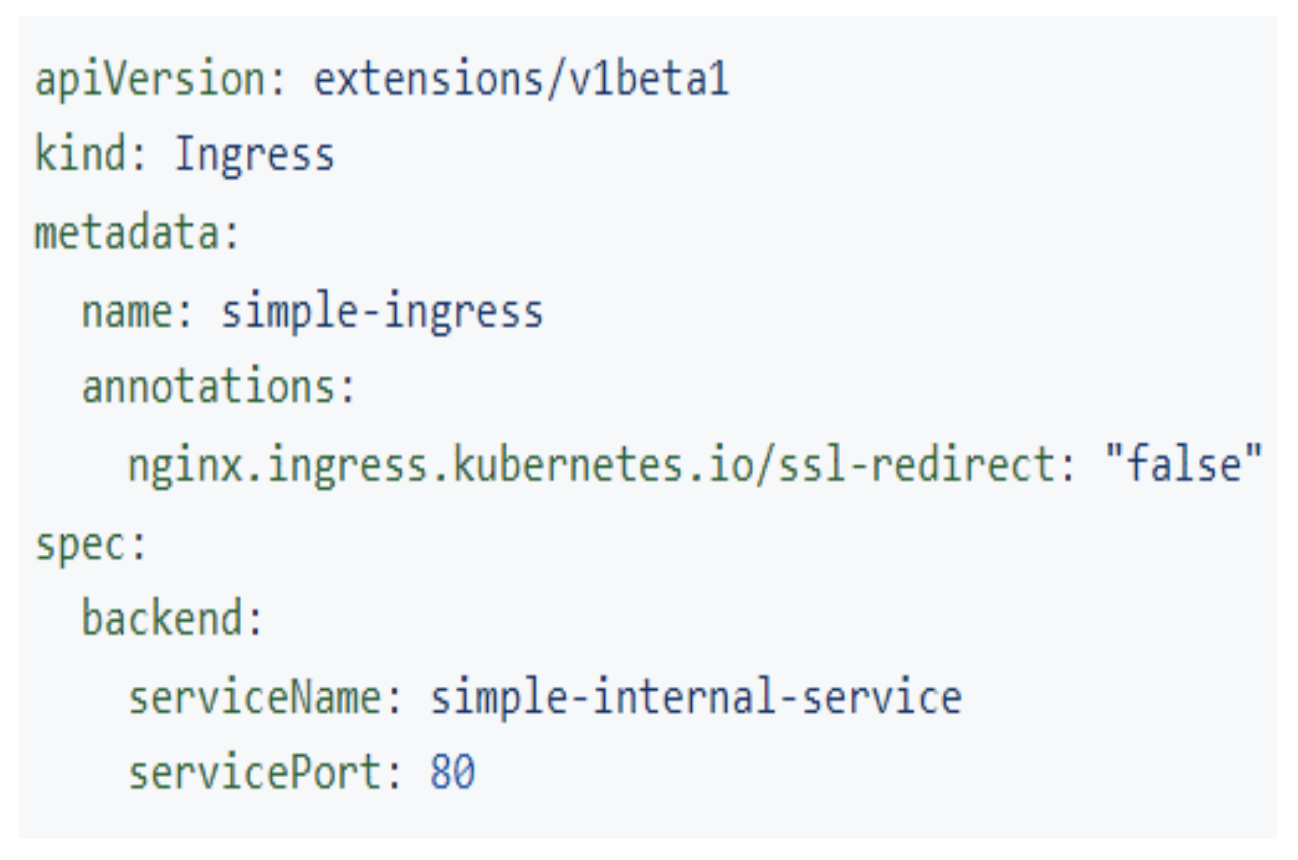 apiVersion: extensions/v1beta1
kind: Ingress
metadata:
  name: simple-ingress
  annotations:
    nginx.ingress.kubernetes.io/ssl-redirect: "false"
spec:
  backend:
    serviceName: simple-internal-service
    servicePort: 80